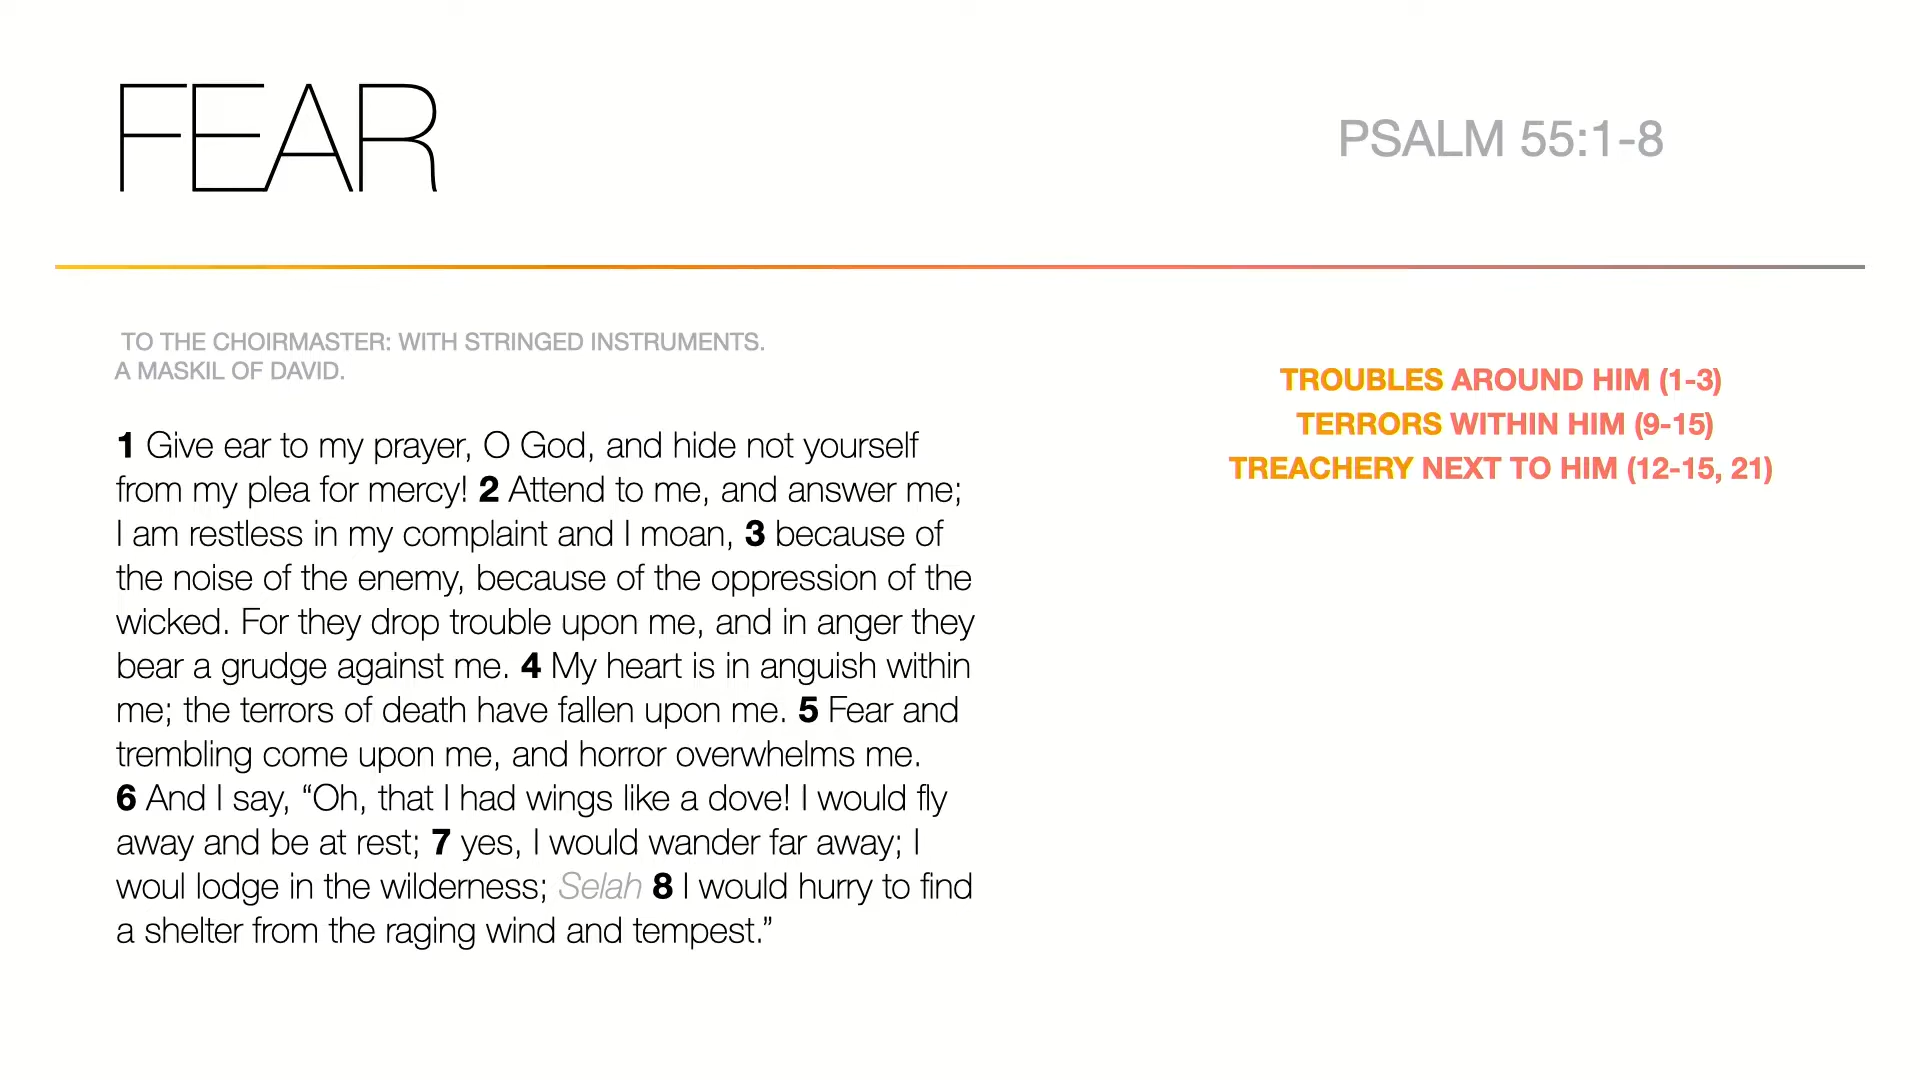 FEAR
PSALM 55:1-8
TO THE CHOIRMASTER: WITH STRINGED INSTRUMENTS.
A MASKIL OF DAVID.
1 Give ear to my prayer, O God, and hide not yourself
from my plea for mercy! 2 Attend to me, and answer me;
I am restless in my complaint and I moan, 3 because of
the noise of the enemy, because of the oppression of the
wicked. For they drop trouble upon me, and in anger they
bear a grudge against me. 4 My heart is in anguish within
me; the terrors of death have fallen upon me. 5 Fear and
trembling come upon me, and horror overwhelms me.
6 And I say, “Oh, that I had wings like a dove! I would fly
away and be at rest; 7 yes, I would wander far away; I
woul lodge in the wilderness; Selah 8 I would hurry to find
a shelter from the raging wind and tempest.”
TROUBLES AROUND HIM (1-3)
TERRORS WITHIN HIM (9-15)
TREACHERY NEXT TO HIM (12-15, 21)